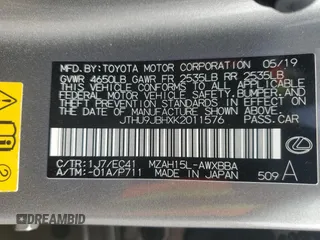 MFD. BY: TOYOTA MOTOR CORPORATION 05/19
GVWR 4650LB GAWR FR 2535LB RR 2535LB
THIS VEHICLE CONFORMS TO ALL APPLICABLE
FEDERAL MOTOR VEHICLE SAFETY, BUMPER, AND
THEFT PREVENTION STANDARDS IN EFFECT ON
THE DATE OF MANUFACTURE SHOWN ABOVE.
JTHU9JBHXK2011576 PASS.CAR
C/TR: 1J7/EC41 MZAH15L-AWXBBA
A/TM: -01A/P711 MADE IN JAPAN 509 A